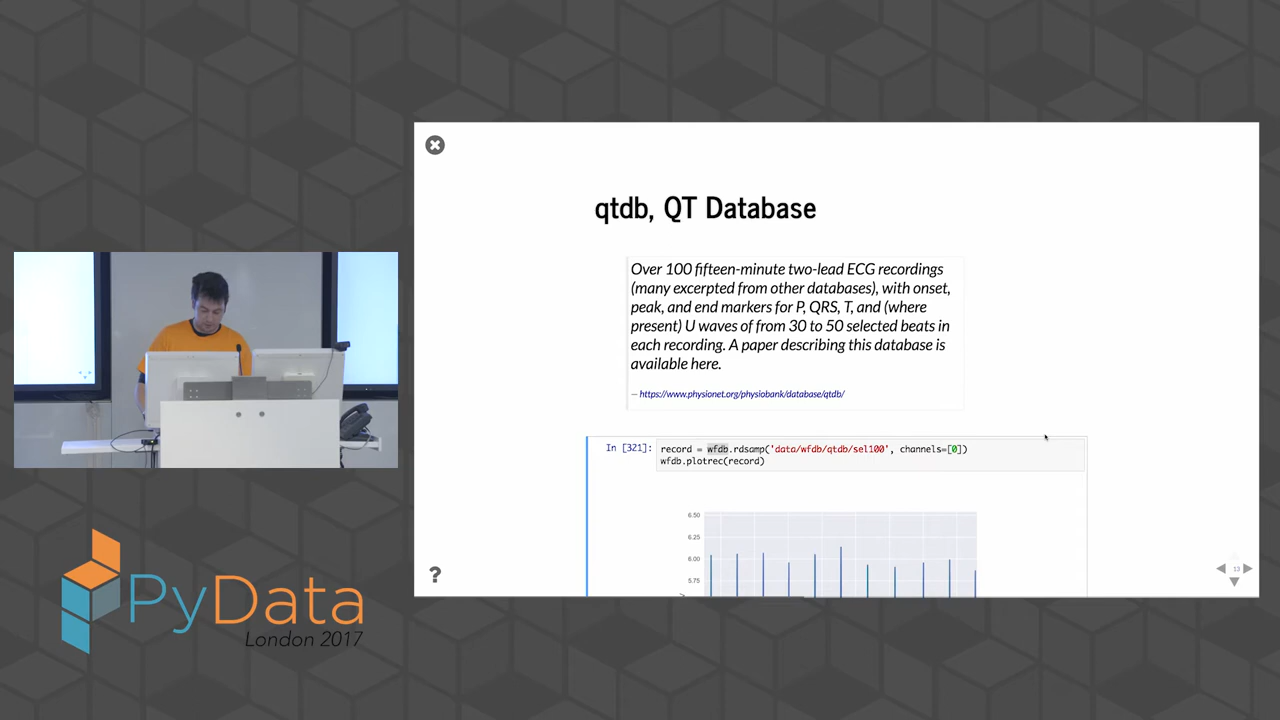 qtdb, QT Database
Over 100 fifteen-minute two-lead ECG recordings
(many excerpted from other databases), with onset,
peak, and end markers for P, QRS, T, and (where
present) U waves of from 30 to 50 selected beats in
each recording. A paper describing this database is
available here.
— https://www.physionet.org/physiobank/database/qtdb/
In [321]:
record = wfdb.rdsamp('data/wfdb/qtdb/sel100', channels=[0])
wfdb.plotrec(record)
6.50
6.25
6.00
5.75
?
13
PyData
London 2017